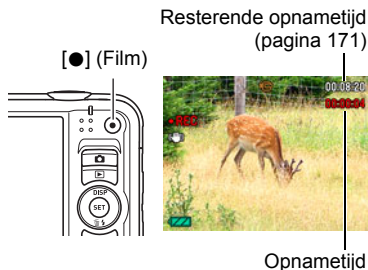 Resterende opnametijd
(pagina 171)
[●] (Film)
00:08:20
00:00:04
●REC
DISP
SET
Opnametijd